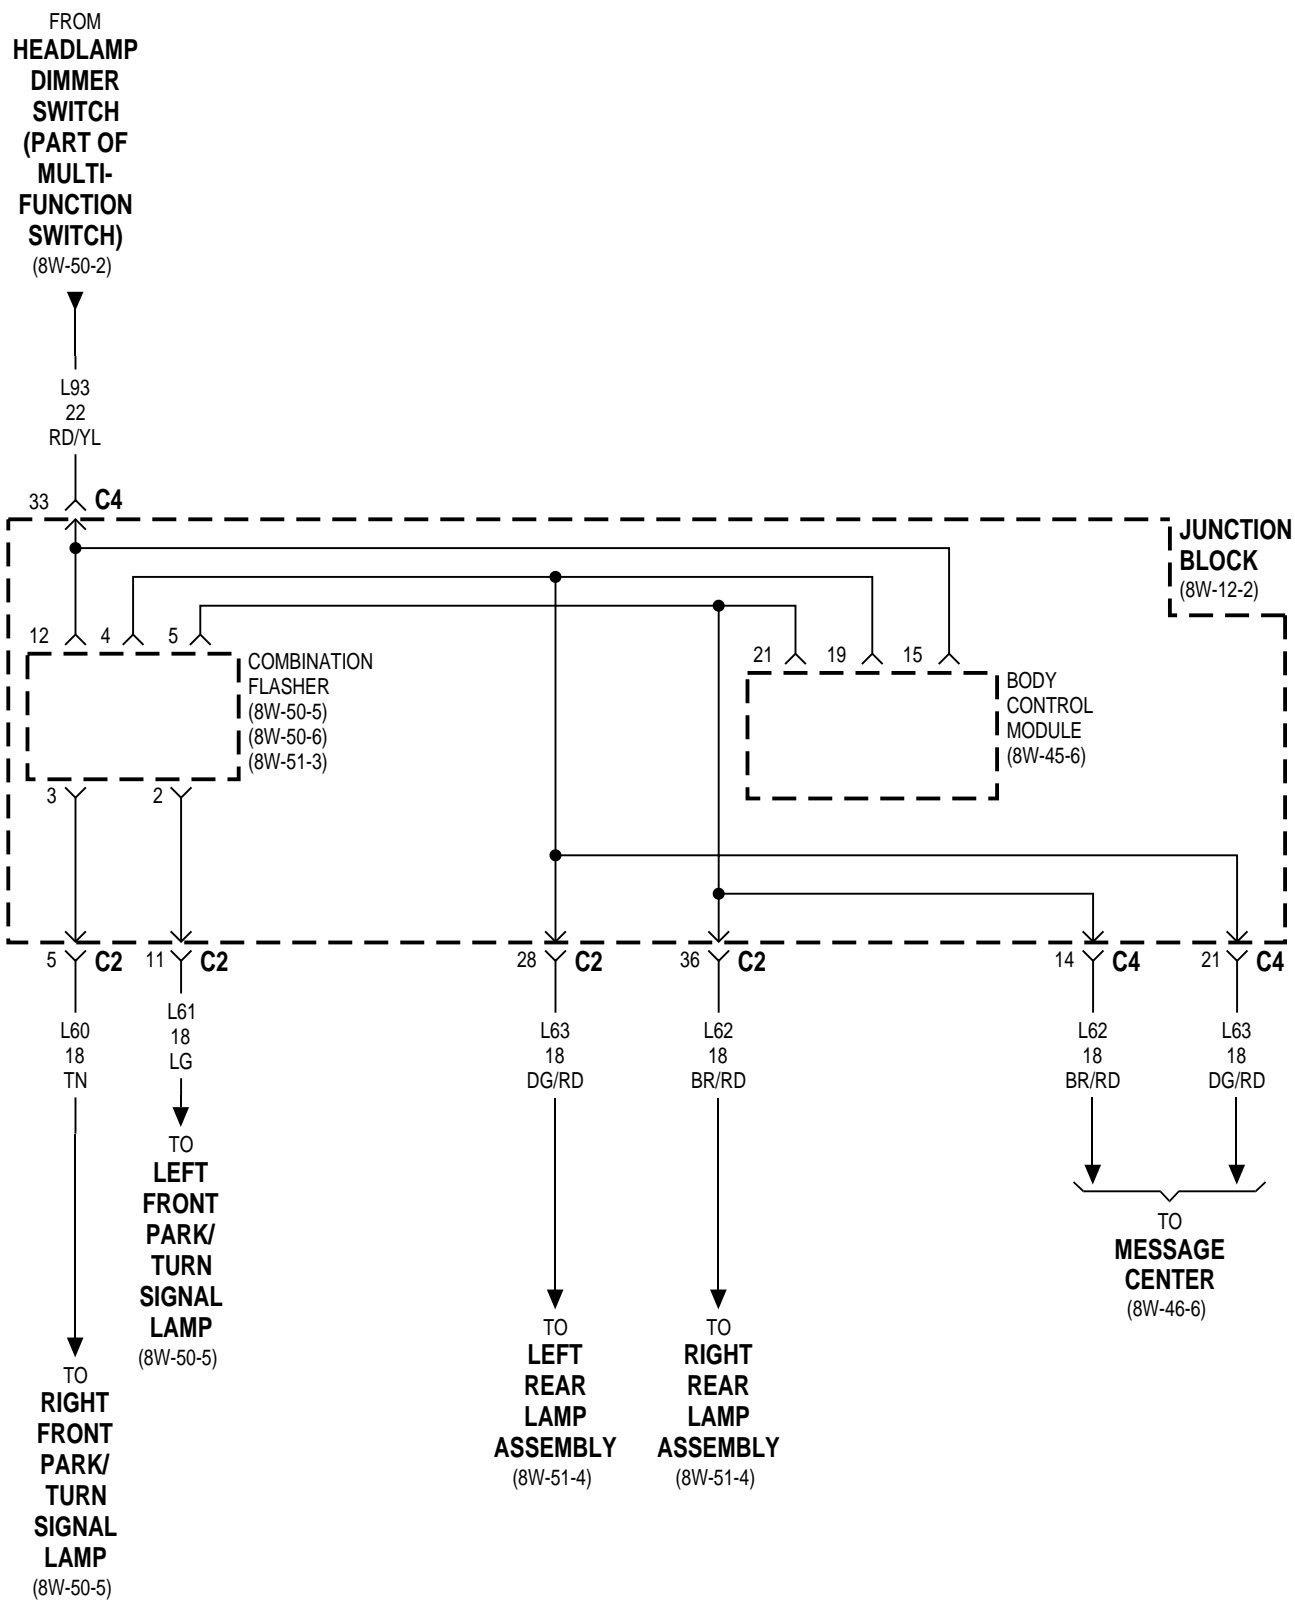 FROM
HEADLAMP
DIMMER
SWITCH
(PART OF
MULTI-
FUNCTION
SWITCH)
(8W-50-2)
L93
22
RD/YL
33 C4
JUNCTION
BLOCK
(8W-12-2)
12 4 5
COMBINATION
FLASHER
(8W-50-5)
(8W-50-6)
(8W-51-3)
21 19 15
BODY
CONTROL
MODULE
(8W-45-6)
3 2
5 C2 11 C2 28 C2 36 C2 14 C4 21 C4
L60
18
TN
L61
18
LG
L63
18
DG/RD
L62
18
BR/RD
L62
18
BR/RD
L63
18
DG/RD
TO
RIGHT
FRONT
PARK/
TURN
SIGNAL
LAMP
(8W-50-5)
TO
LEFT
FRONT
PARK/
TURN
SIGNAL
LAMP
(8W-50-5)
TO
LEFT
REAR
LAMP
ASSEMBLY
(8W-51-4)
TO
RIGHT
REAR
LAMP
ASSEMBLY
(8W-51-4)
TO
MESSAGE
CENTER
(8W-46-6)